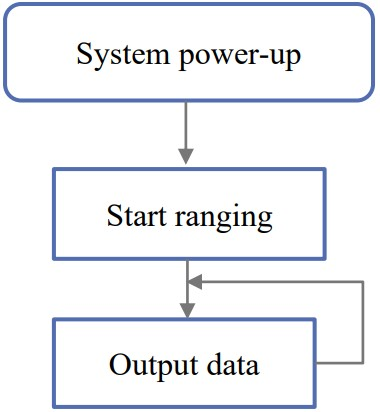 System power-up
Start ranging
Output data